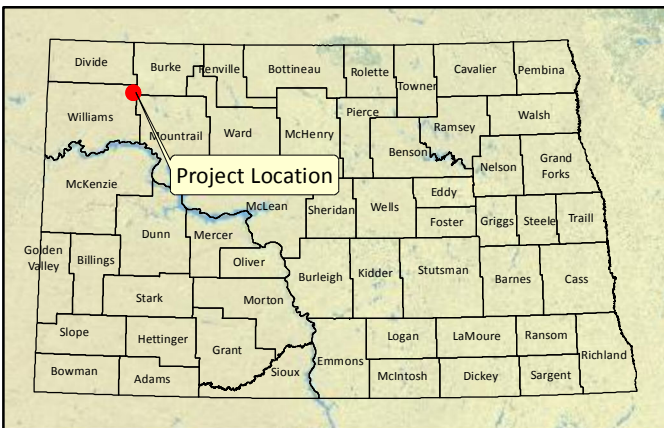 Divide
Burke
Renville
Bottineau
Rolette
Towner
Cavalier
Pembina
Williams
Mountrail
Ward
McHenry
Pierce
Ramsey
Walsh
Benson
Nelson
Grand
Forks
Project Location
McKenzie
McLean
Sheridan
Wells
Eddy
Foster
Griggs
Steele
Traill
Dunn
Mercer
Oliver
Golden
Valley
Billings
Burleigh
Kidder
Stutsman
Barnes
Cass
Stark
Morton
Slope
Hettinger
Grant
Logan
LaMoure
Ransom
Richland
Bowman
Adams
Sioux
Emmons
McIntosh
Dickey
Sargent